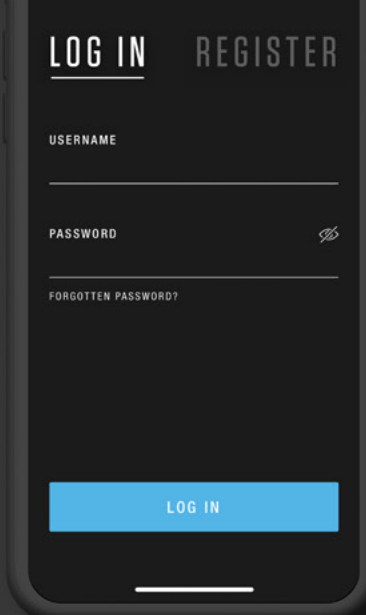 LOG IN REGISTER
USERNAME
PASSWORD
FORGOTTEN PASSWORD?
LOG IN